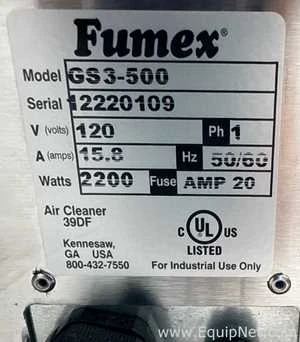 Fumex®
Model GS3-500
Serial 12220109
V (volts) 120 Ph 1
A (amps) 15.8 Hz 50/60
Watts 2200 Fuse AMP 20
Air Cleaner
39DF
Kennesaw,
GA USA
800-432-7550
C UL US
LISTED
For Industrial Use Only
www.EquipNet.com